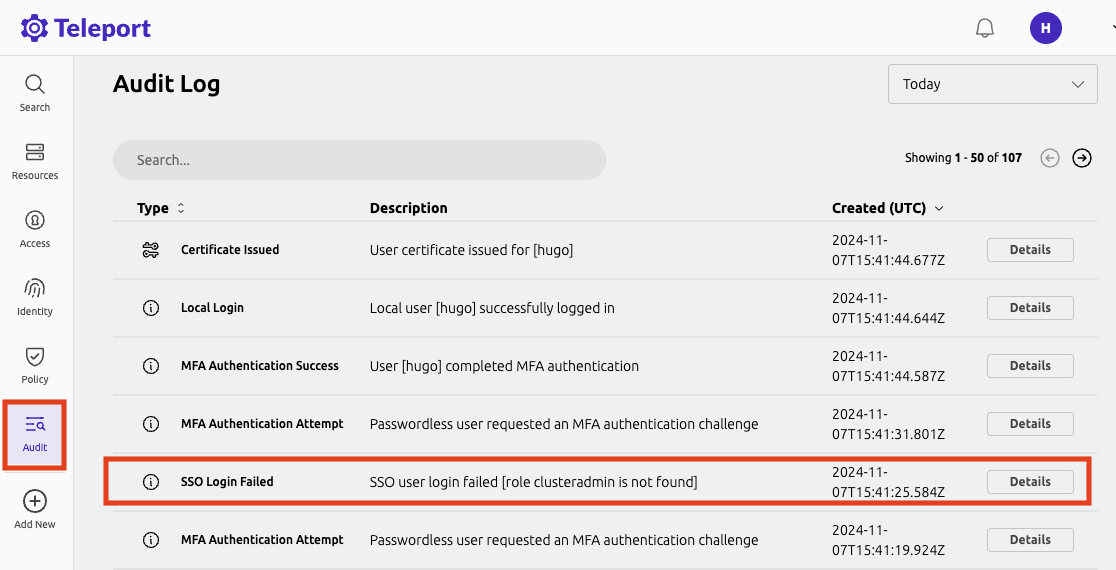 Teleport
H
Search
Resources
Access
Identity
Policy
Audit
Add New
Audit Log
Today
Search...
Showing 1 - 50 of 107
Type
Description
Created (UTC)
Certificate Issued
User certificate issued for [hugo]
2024-11-
07T15:41:44.677Z
Details
Local Login
Local user [hugo] successfully logged in
2024-11-
07T15:41:44.644Z
Details
MFA Authentication Success
User [hugo] completed MFA authentication
2024-11-
07T15:41:44.587Z
Details
MFA Authentication Attempt
Passwordless user requested an MFA authentication challenge
2024-11-
07T15:41:31.801Z
Details
SSO Login Failed
SSO user login failed [role clusteradmin is not found]
2024-11-
07T15:41:25.584Z
Details
MFA Authentication Attempt
Passwordless user requested an MFA authentication challenge
2024-11-
07T15:41:19.924Z
Details